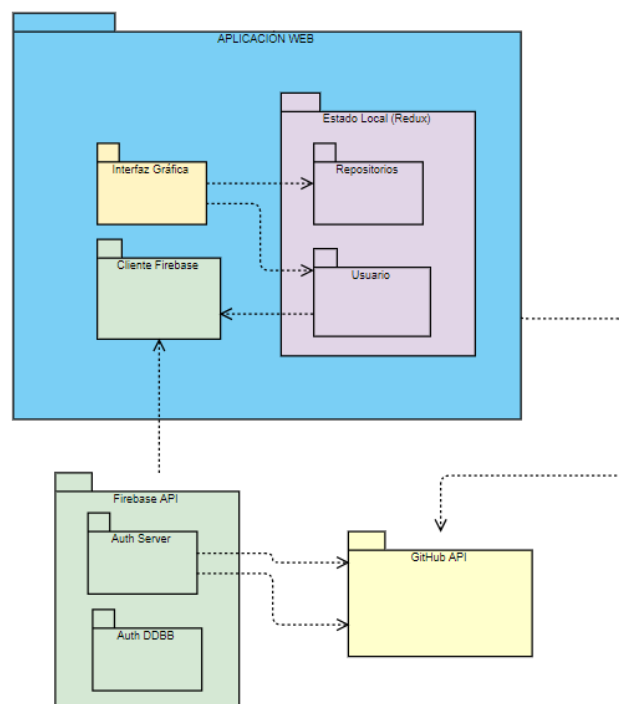 APLICACIÓN WEB
Estado Local (Redux)
Interfaz Gráfica
Repositorios
Cliente Firebase
Usuario
Firebase API
Auth Server
GitHub API
Auth DDBB